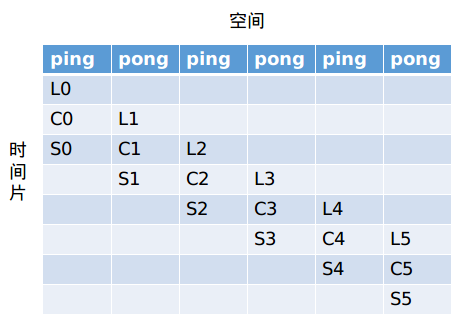 空间
ping pong ping pong ping pong
L0
C0 L1
S0 C1 L2
S1 C2 L3
S2 C3 L4
S3 C4 L5
S4 C5
S5
时
间
片